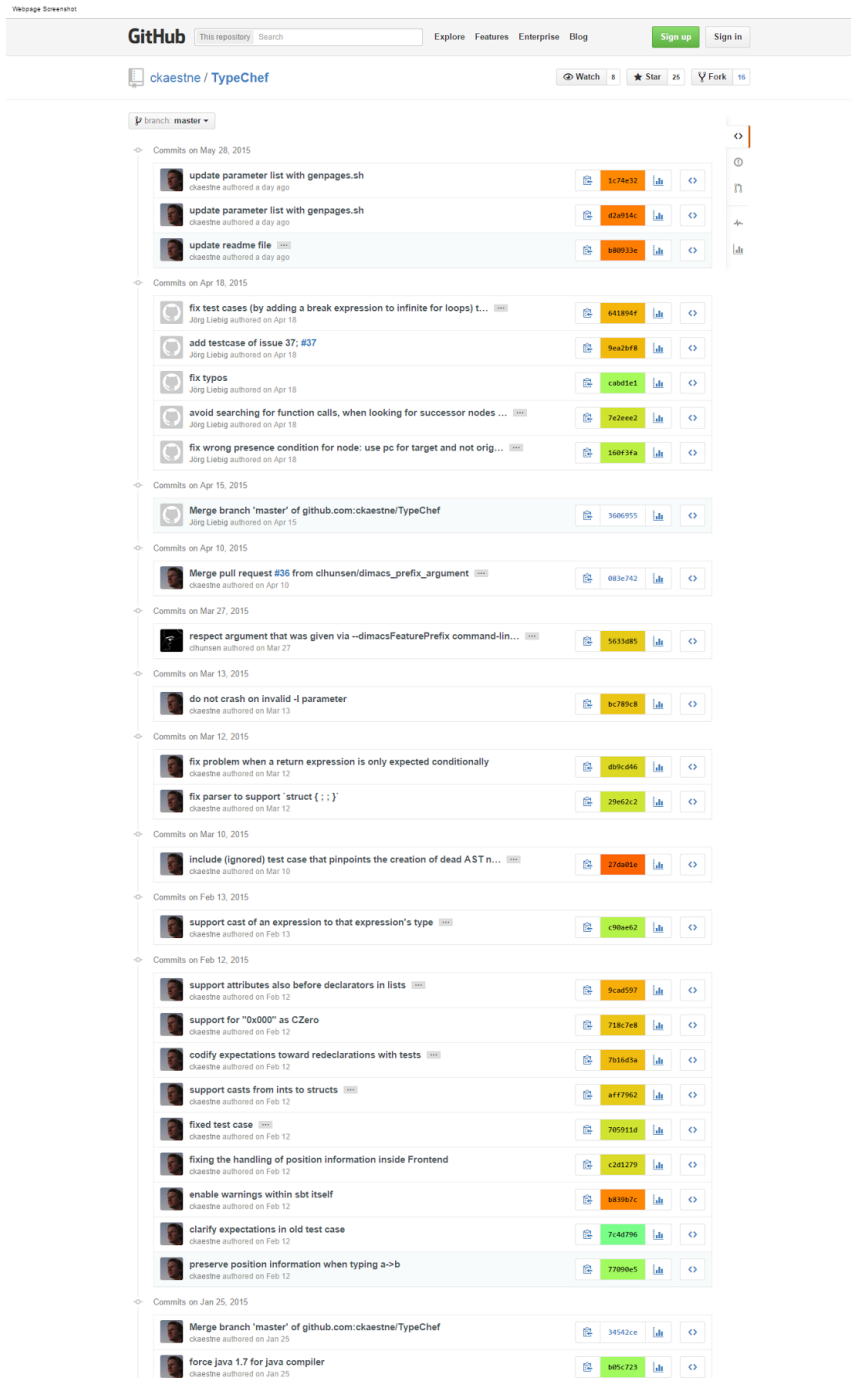 Webpage Screenshot
GitHub This repository Search Explore Features Enterprise Blog Sign up Sign in
ckaestne / TypeChef Watch 8 Star 25 Fork 16
branch: master
Commits on May 28, 2015
update parameter list with genpages.sh
ckaestne authored a day ago
1c74e32
update parameter list with genpages.sh
ckaestne authored a day ago
d2a914c
update readme file
ckaestne authored a day ago
b80933e
Commits on Apr 18, 2015
fix test cases (by adding a break expression to infinite for loops) t…
Jörg Liebig authored on Apr 18
641894f
add testcase of issue 37; #37
Jörg Liebig authored on Apr 18
9ea2bf8
fix typos
Jörg Liebig authored on Apr 18
cabd1e1
avoid searching for function calls, when looking for successor nodes …
Jörg Liebig authored on Apr 18
7e2eee2
fix wrong presence condition for node: use pc for target and not orig…
Jörg Liebig authored on Apr 18
160f3fa
Commits on Apr 15, 2015
Merge branch 'master' of github.com:ckaestne/TypeChef
Jörg Liebig authored on Apr 15
3606955
Commits on Apr 10, 2015
Merge pull request #36 from clhunsen/dimacs_prefix_argument
ckaestne authored on Apr 10
083e742
Commits on Mar 27, 2015
respect argument that was given via --dimacsFeaturePrefix command-lin…
clhunsen authored on Mar 27
5633d85
Commits on Mar 13, 2015
do not crash on invalid -I parameter
ckaestne authored on Mar 13
bc789c8
Commits on Mar 12, 2015
fix problem when a return expression is only expected conditionally
ckaestne authored on Mar 12
db9cd46
fix parser to support `struct { ; ; }`
ckaestne authored on Mar 12
29e62c2
Commits on Mar 10, 2015
include (ignored) test case that pinpoints the creation of dead AST n…
ckaestne authored on Mar 10
27da01e
Commits on Feb 13, 2015
support cast of an expression to that expression's type
ckaestne authored on Feb 13
c90ae62
Commits on Feb 12, 2015
support attributes also before declarators in lists
ckaestne authored on Feb 12
9cad597
support for "0x000" as CZero
ckaestne authored on Feb 12
718c7e8
codify expectations toward redeclarations with tests
ckaestne authored on Feb 12
7b16d3a
support casts from ints to structs
ckaestne authored on Feb 12
aff7962
fixed test case
ckaestne authored on Feb 12
705911d
fixing the handling of position information inside Frontend
ckaestne authored on Feb 12
c2d1279
enable warnings within sbt itself
ckaestne authored on Feb 12
b839b7c
clarify expectations in old test case
ckaestne authored on Feb 12
7c4d796
preserve position information when typing a->b
ckaestne authored on Feb 12
77090e5
Commits on Jan 25, 2015
Merge branch 'master' of github.com:ckaestne/TypeChef
ckaestne authored on Jan 25
34542ce
force java 1.7 for java compiler
ckaestne authored on Jan 25
b05c723